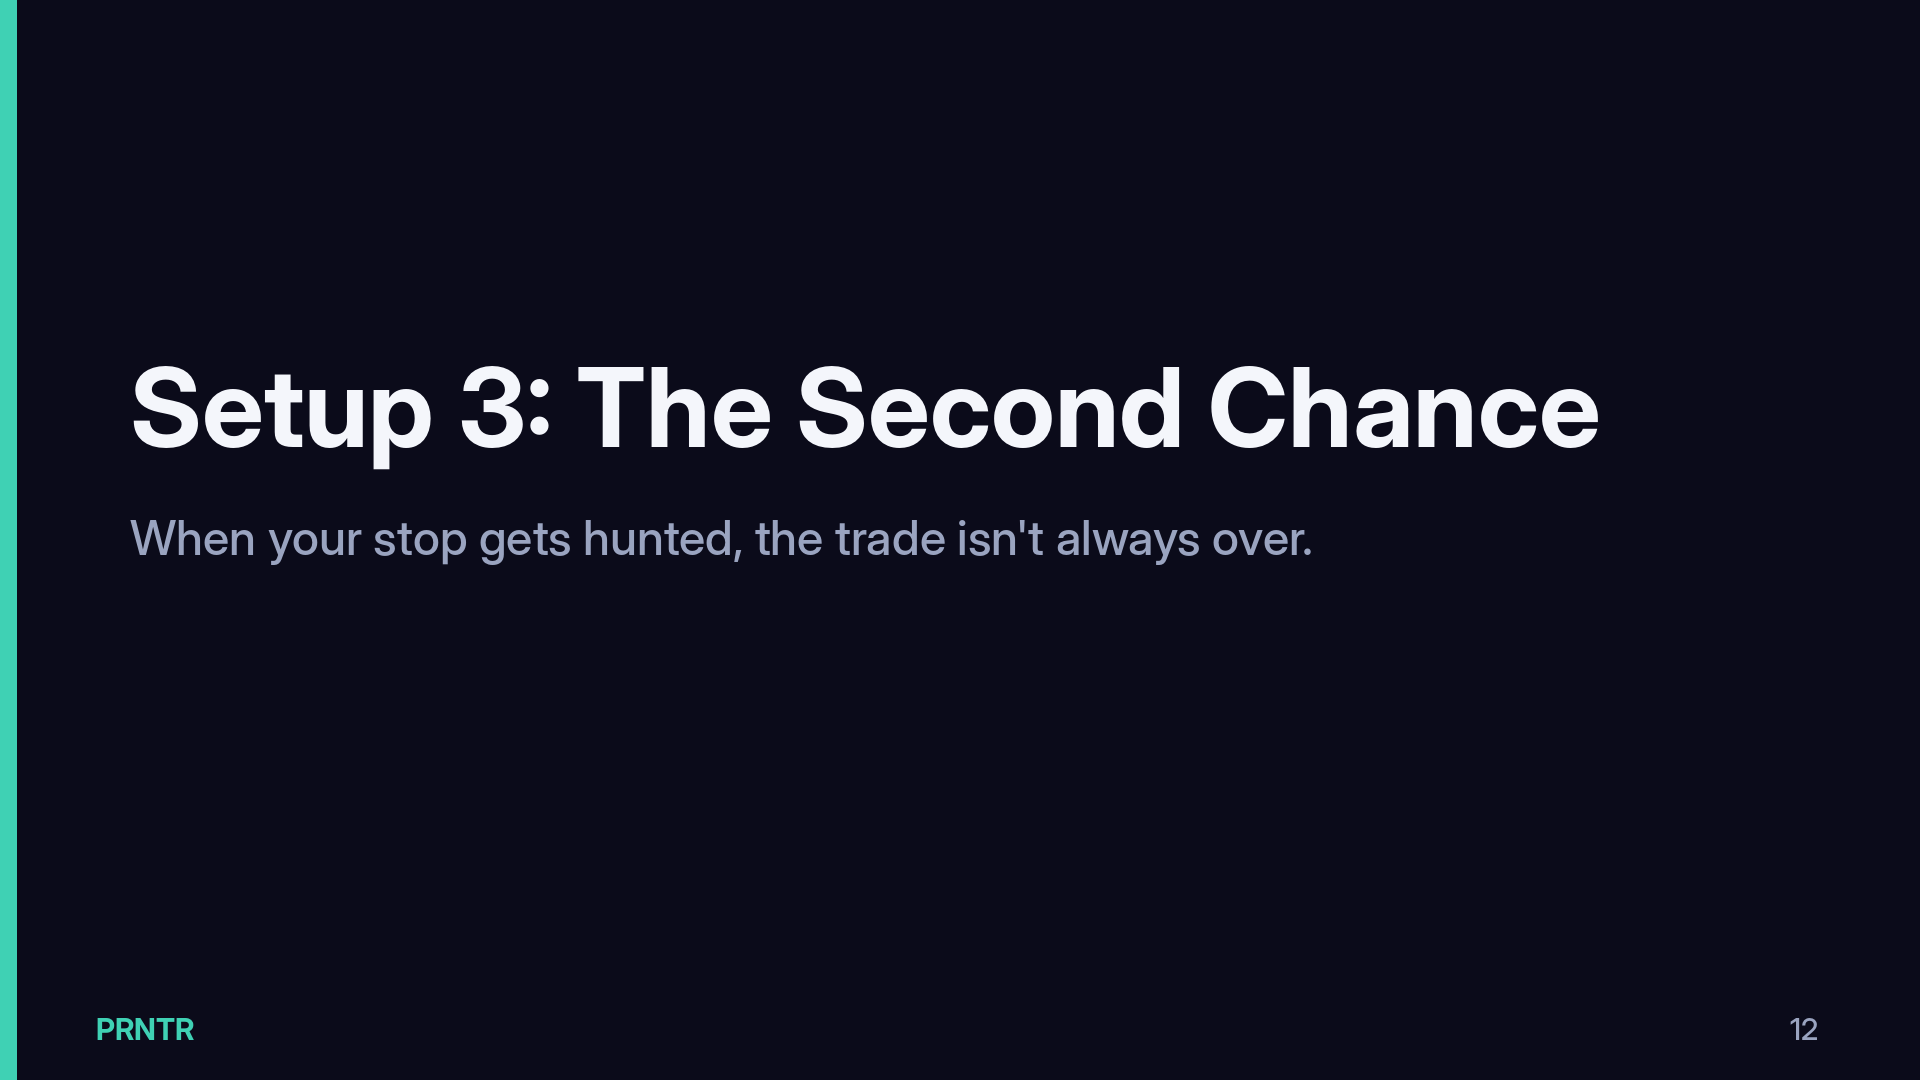 Setup 3: The Second Chance
When your stop gets hunted, the trade isn't always over.
PRNTR
12